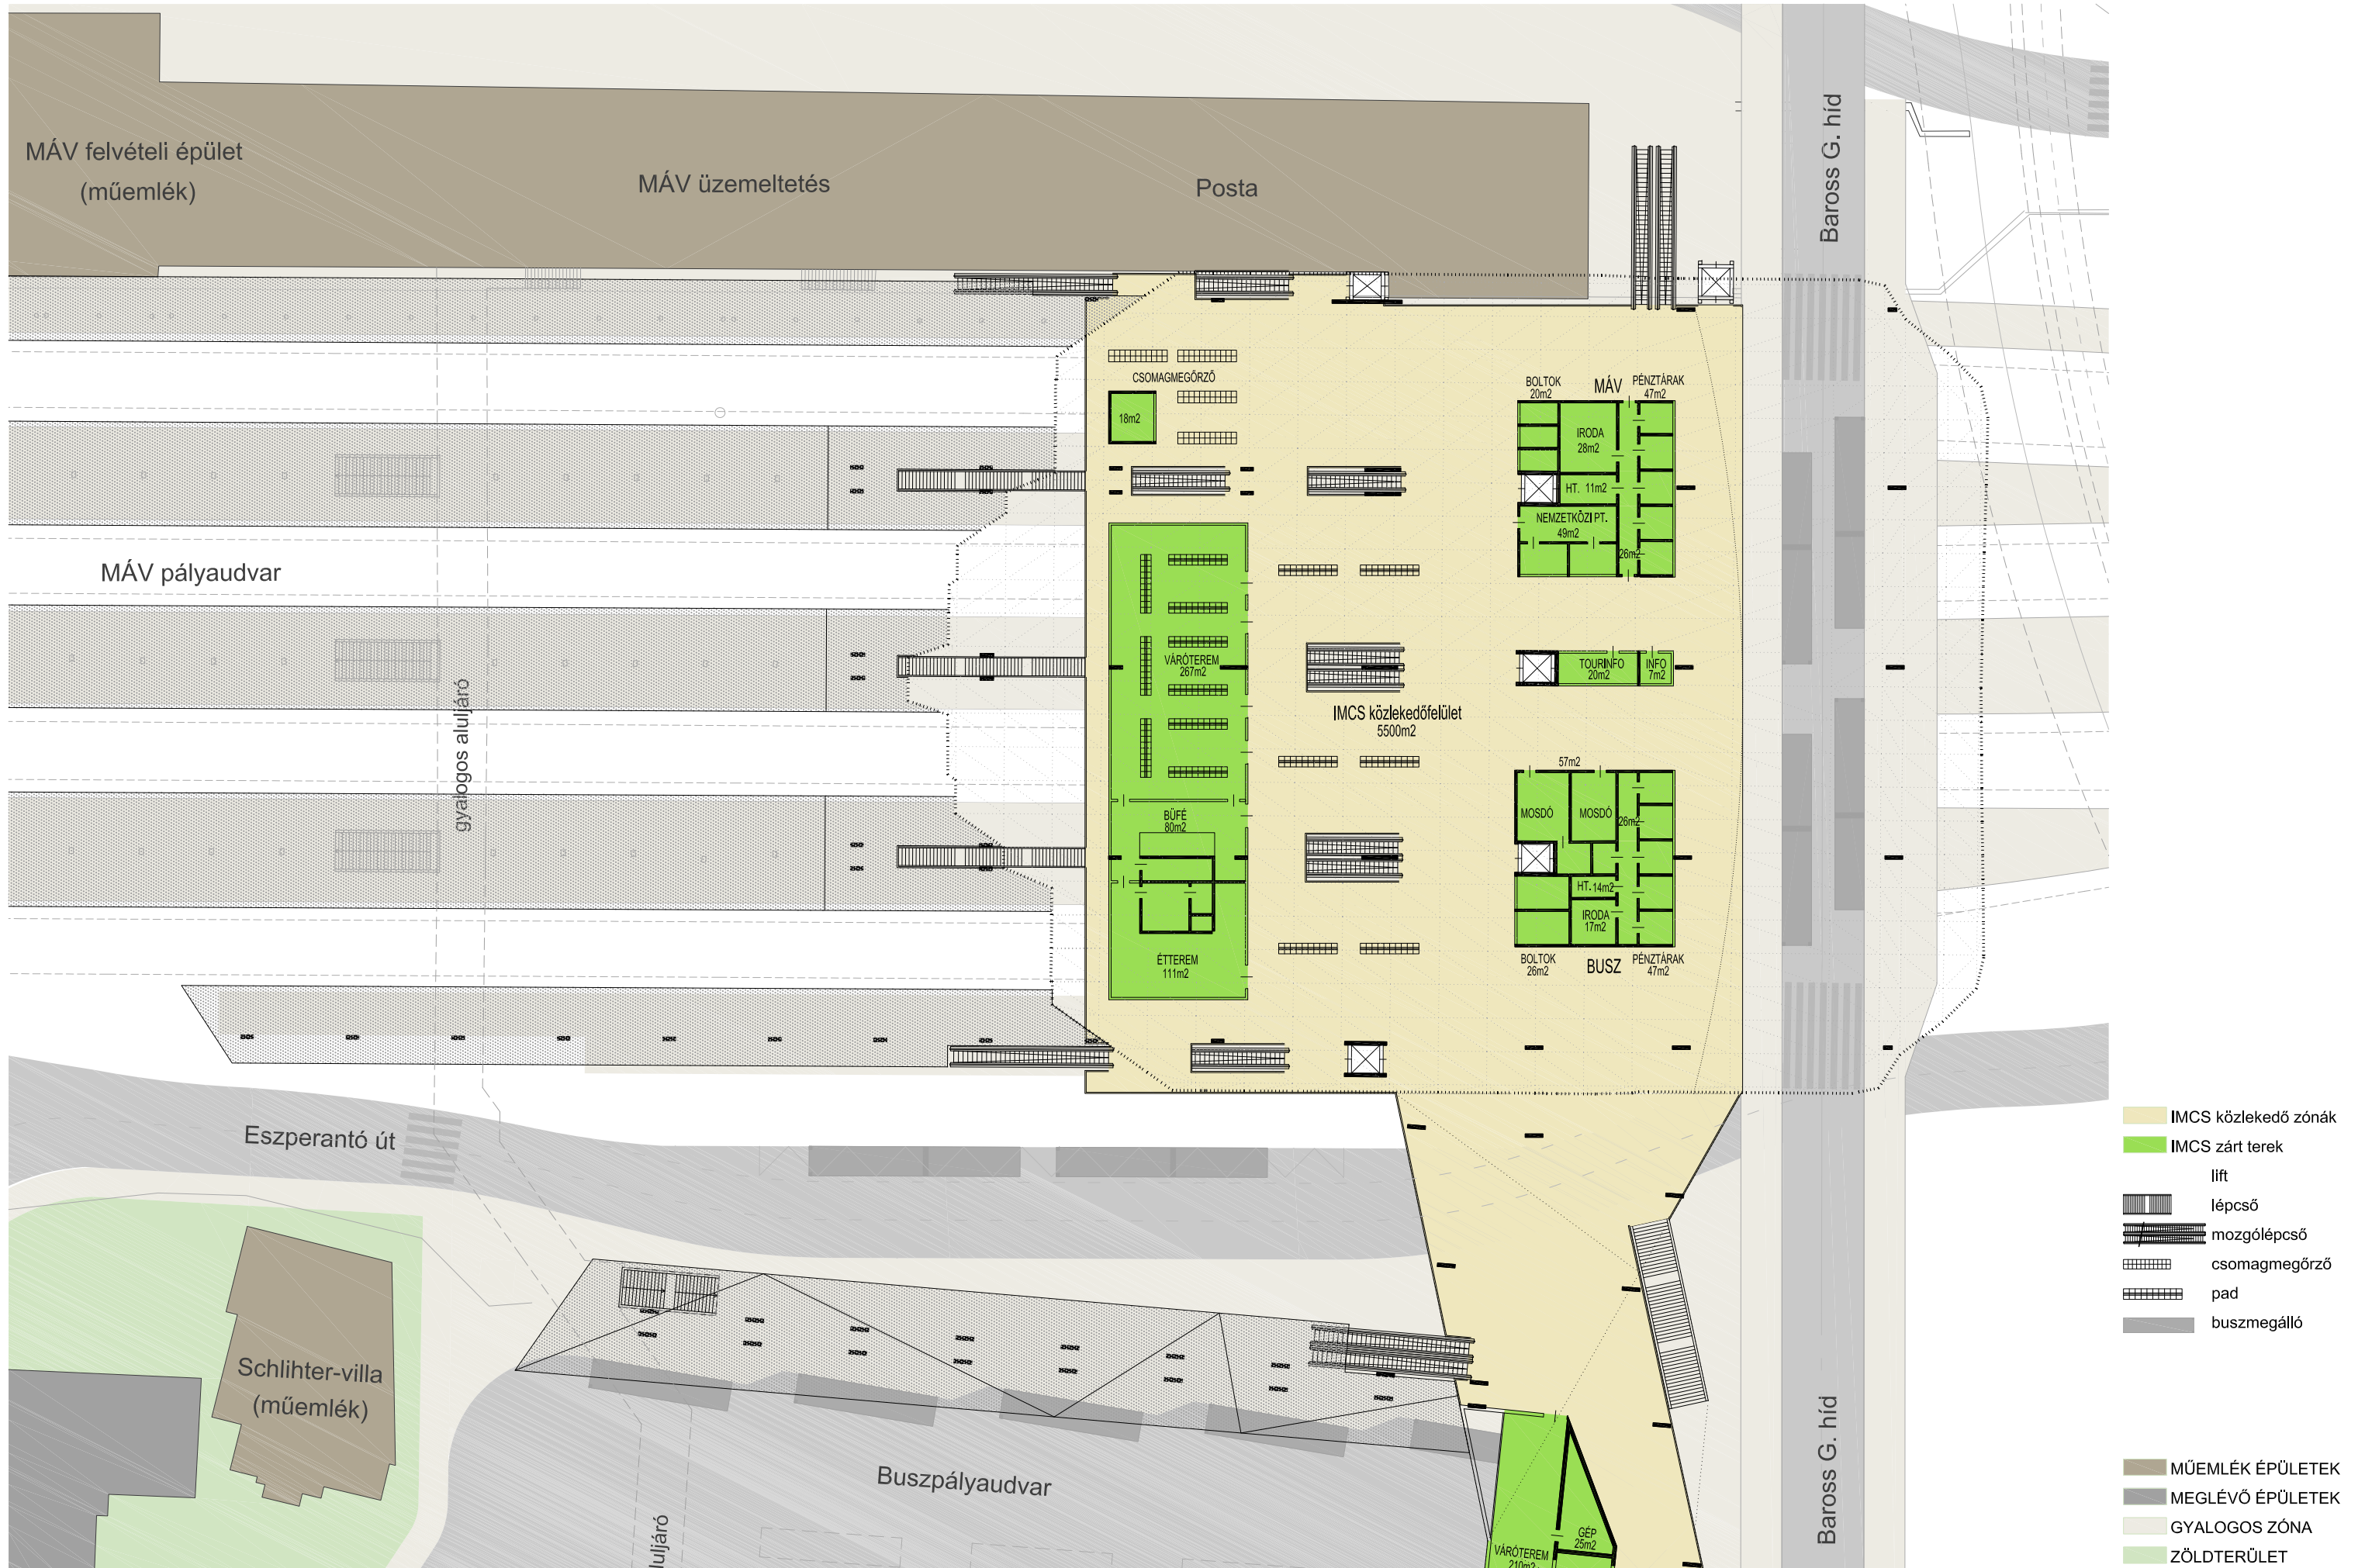 MÁV felvételi épület
(műemlék)
MÁV üzemeltetés
Posta
Baross G. híd
CSOMAGMEGŐRZŐ
18m2
BOLTOK
20m2
MÁV
PÉNZTÁRAK
47m2
IRODA
28m2
HT. 11m2
NEMZETKÖZI PT.
49m2
26m2
MÁV pályaudvar
gyalogos aluljáró
VÁRÓTEREM
267m2
TOURINFO
20m2
INFO
7m2
IMCS közlekedőfelület
5500m2
57m2
MOSDÓ
MOSDÓ
26m2
BÜFÉ
80m2
HT. 14m2
IRODA
17m2
ÉTTEREM
111m2
BOLTOK
26m2
BUSZ
PÉNZTÁRAK
47m2
Eszperantó út
Schlihter-villa
(műemlék)
Buszpályaudvar
luljáró
GÉP
25m2
VÁRÓTEREM
210m2
Baross G. híd
IMCS közlekedő zónák
IMCS zárt terek
lift
lépcső
mozgólépcső
csomagmegőrző
pad
buszmegálló
MŰEMLÉK ÉPÜLETEK
MEGLÉVŐ ÉPÜLETEK
GYALOGOS ZÓNA
ZÖLDTERÜLET